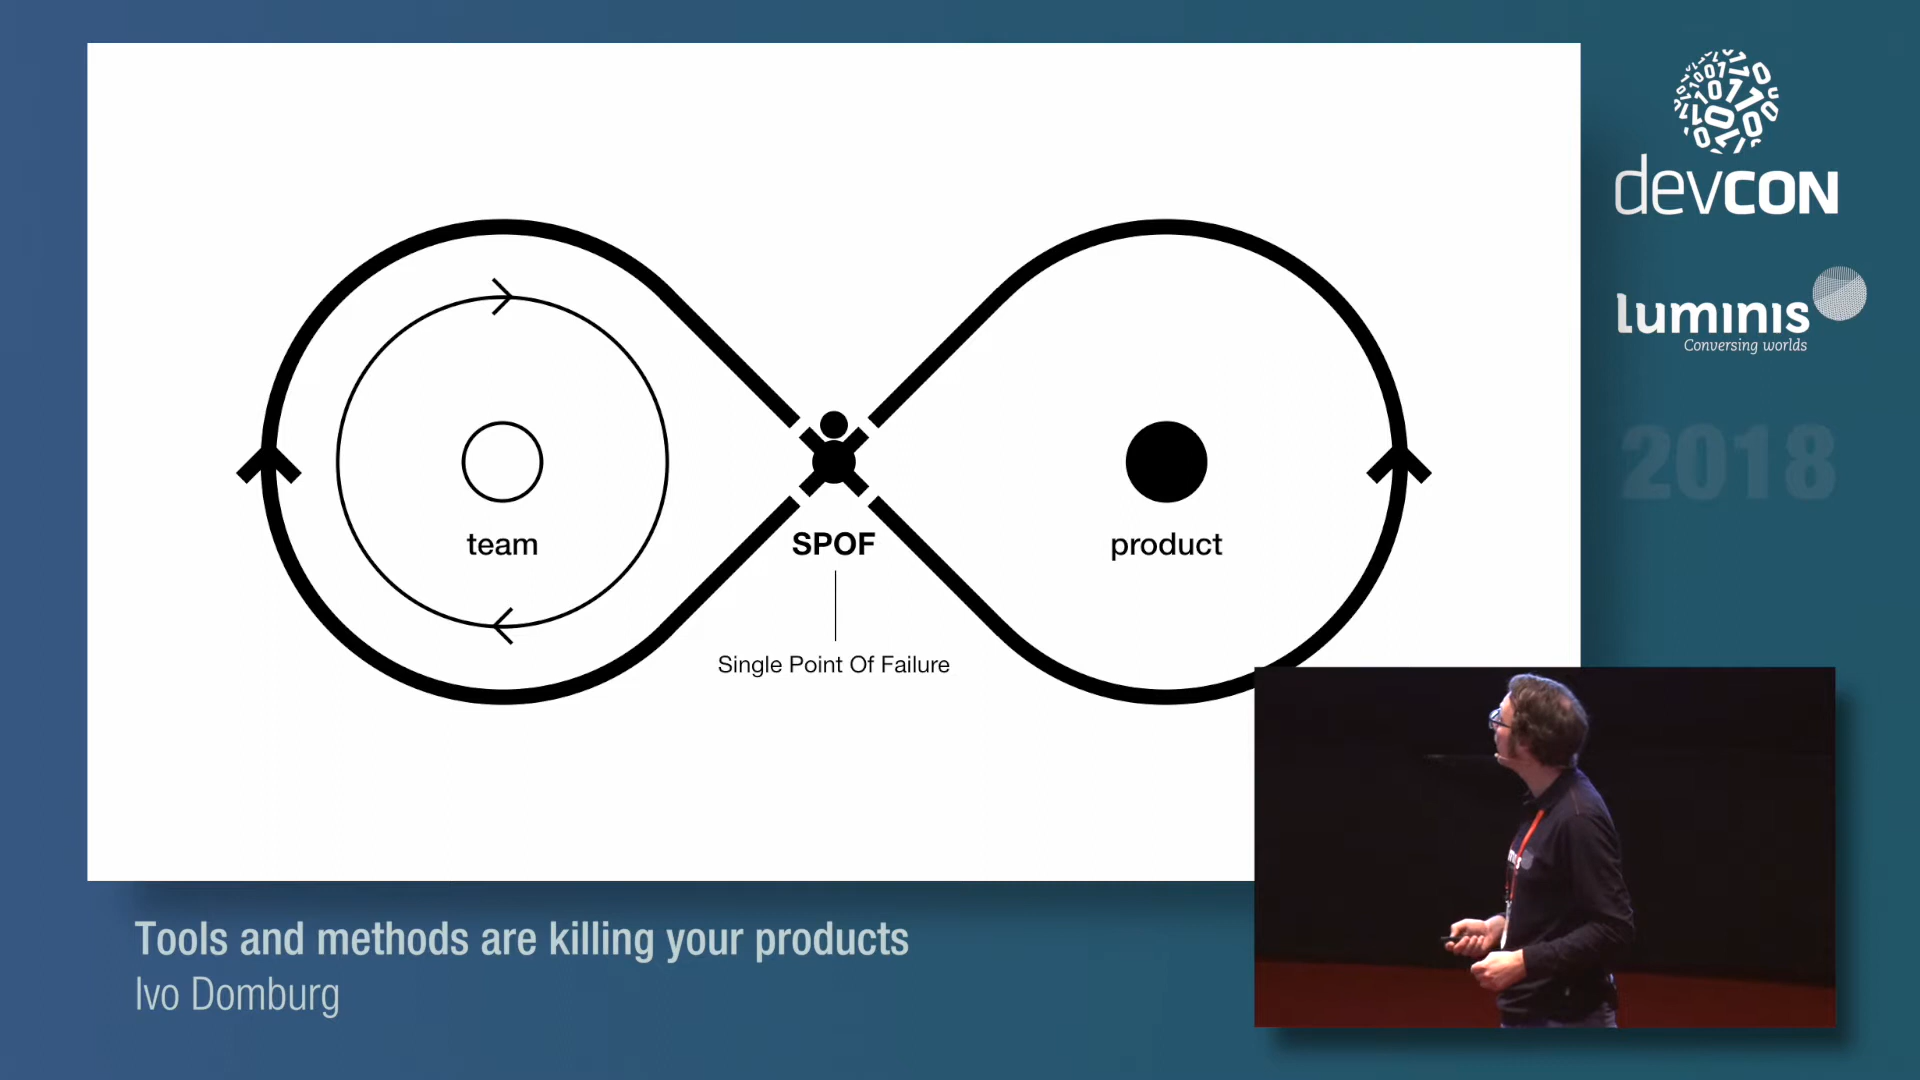 team
SPOF
product
Single Point Of Failure
devcon
luminis
Conversing worlds
2018
Tools and methods are killing your products
Ivo Domburg